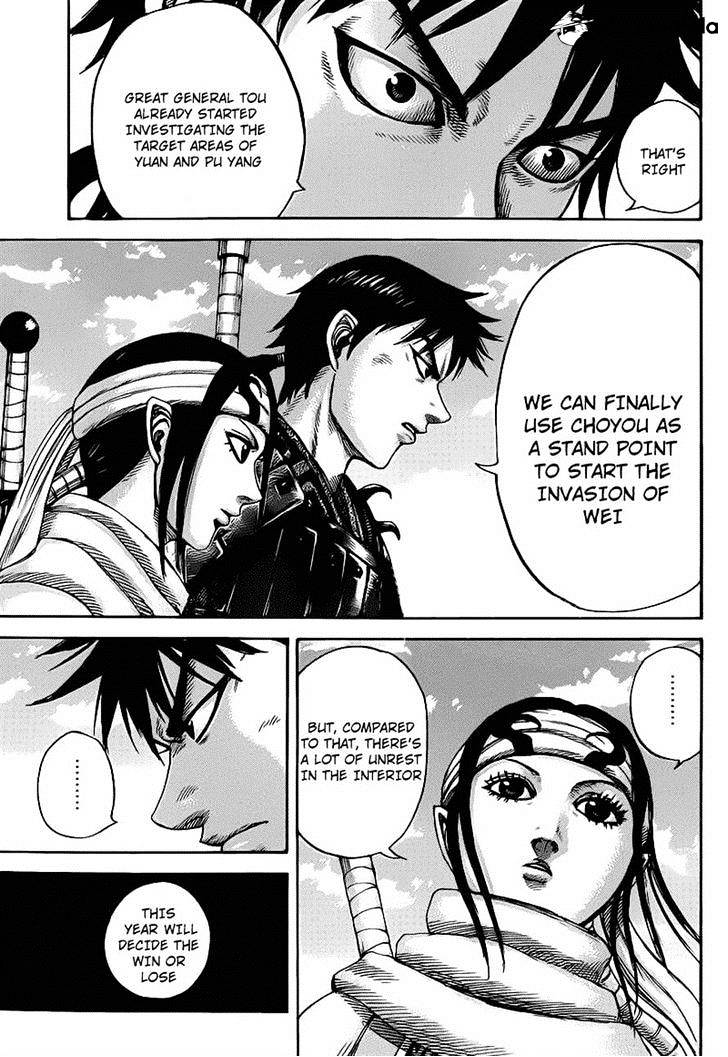 THAT'S
RIGHT
GREAT GENERAL TOU
ALREADY STARTED
INVESTIGATING THE
TARGET AREAS OF
YUAN AND PU YANG
WE CAN FINALLY
USE CHOYOU AS
A STAND POINT
TO START THE
INVASION OF
WEI
.........
BUT, COMPARED
TO THAT, THERE'S
A LOT OF UNREST
IN THE INTERIOR
.........
THIS
YEAR WILL
DECIDE THE
WIN OR
LOSE